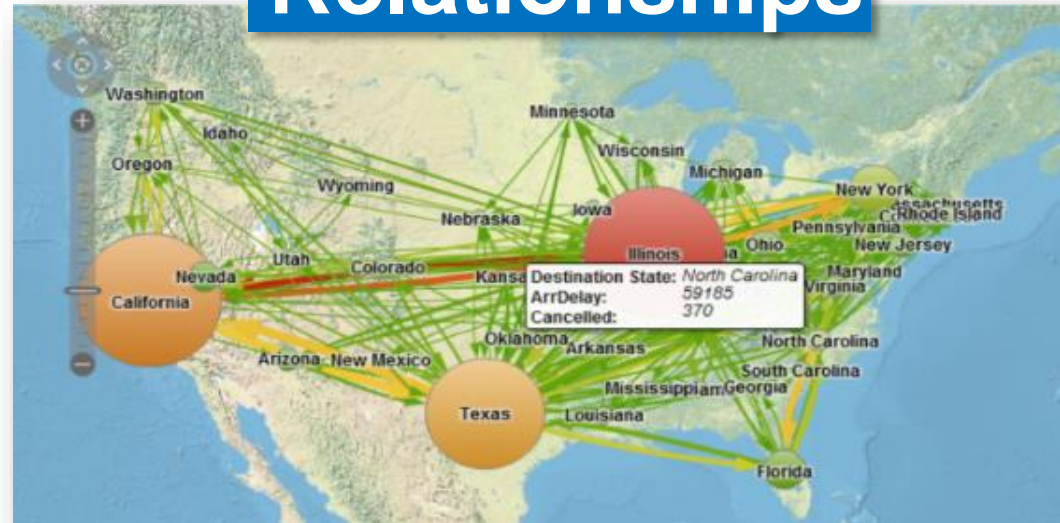 Relationships
Washington
Minnesota
Idaho
Wisconsin
Oregon
Michigan
Wyoming
New York
Iowa
Rhode Island
Nebraska
Pennsylvania
Ohio
New Jersey
Illinois
Utah
Colorado
Nevada
Maryland
Virginia
California
Destination State: North Carolina
ArrDelay: 59185
Cancelled: 370
Oklahoma
Arkansas
North Carolina
Arizona
New Mexico
South Carolina
Georgia
Texas
Louisiana
Florida